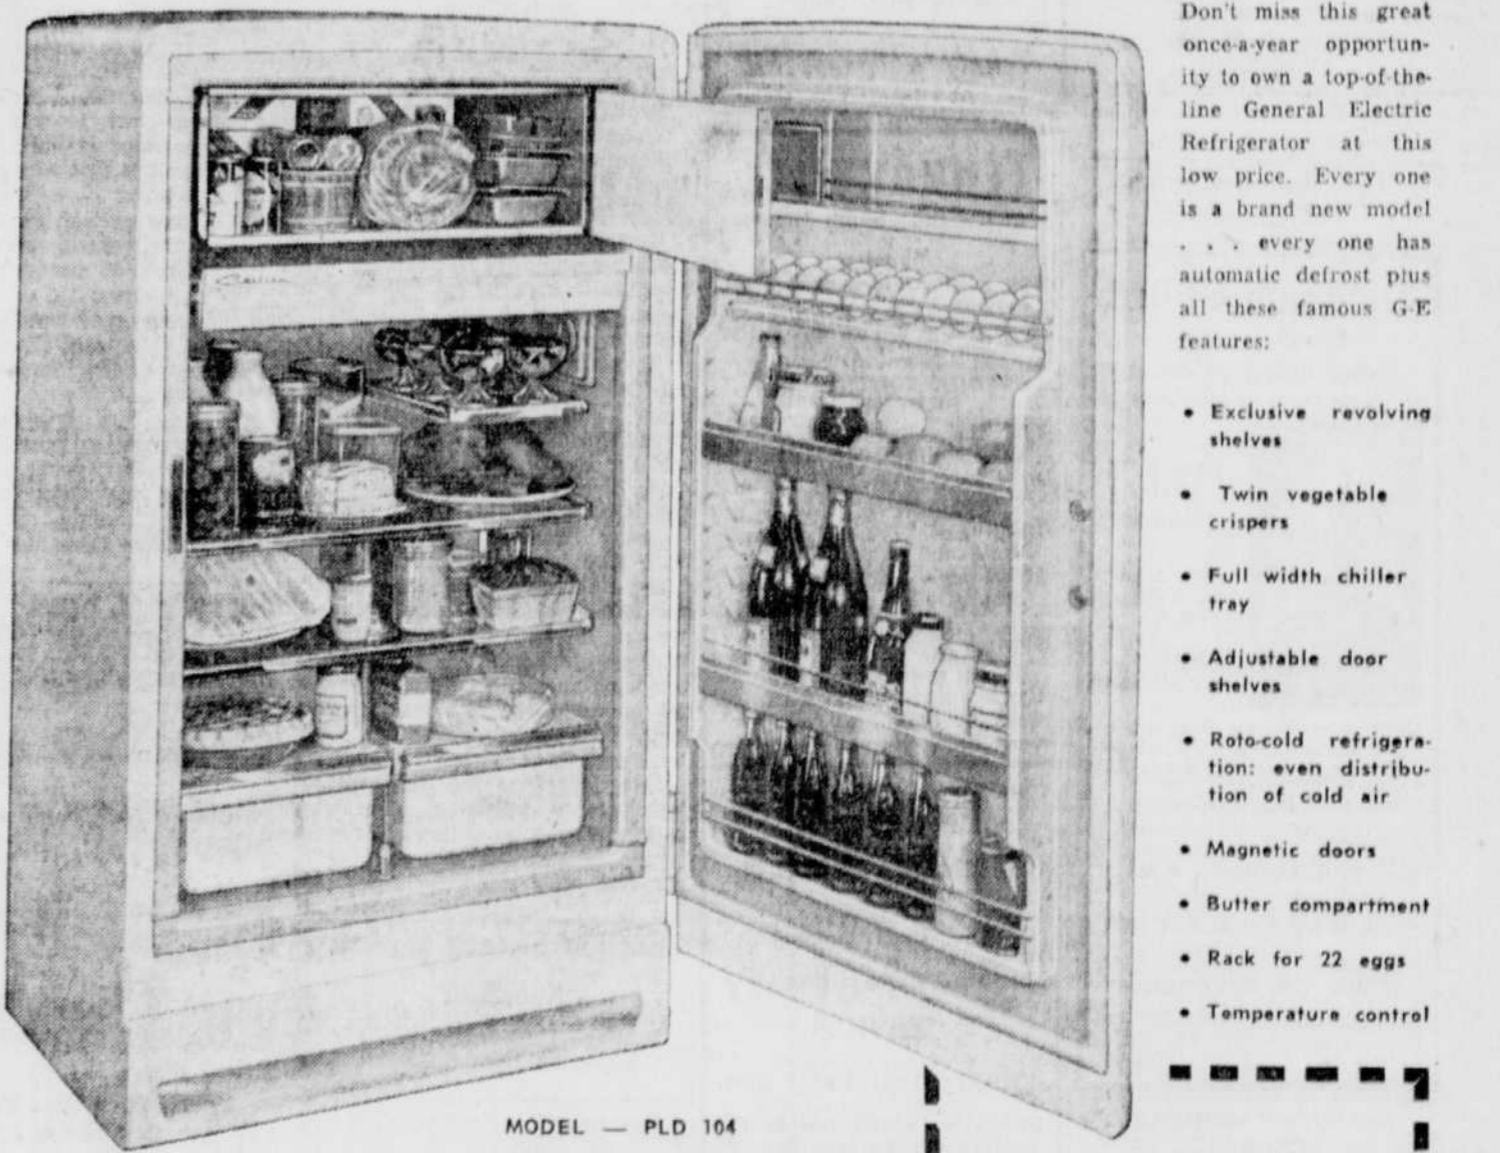 Don't miss this great
once-a-year opportun-
ity to own a top-of-the-
line General Electric
Refrigerator at this
low price. Every one
is a brand new model
. . . every one has
automatic defrost plus
all these famous G-E
features:
• Exclusive revolving
shelves
• Twin vegetable
crispers
• Full width chiller
tray
• Adjustable door
shelves
• Roto-cold refrigera-
tion: even distribu-
tion of cold air
• Magnetic doors
• Butter compartment
• Rack for 22 eggs
• Temperature control
MODEL — PLD 104